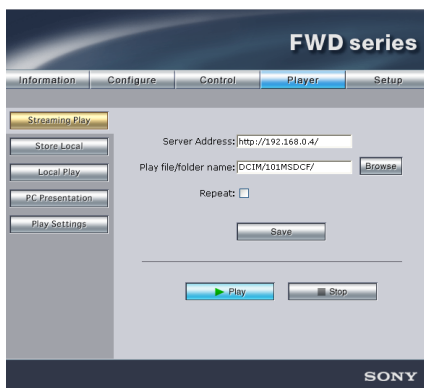 FWD series
Information Configure Control Player Setup
Streaming Play
Store Local
Local Play
PC Presentation
Play Settings
Server Address: http://192.168.0.4/
Play file/folder name: DCIM/101MSDCF/ Browse
Repeat:
Save
Play Stop
SONY